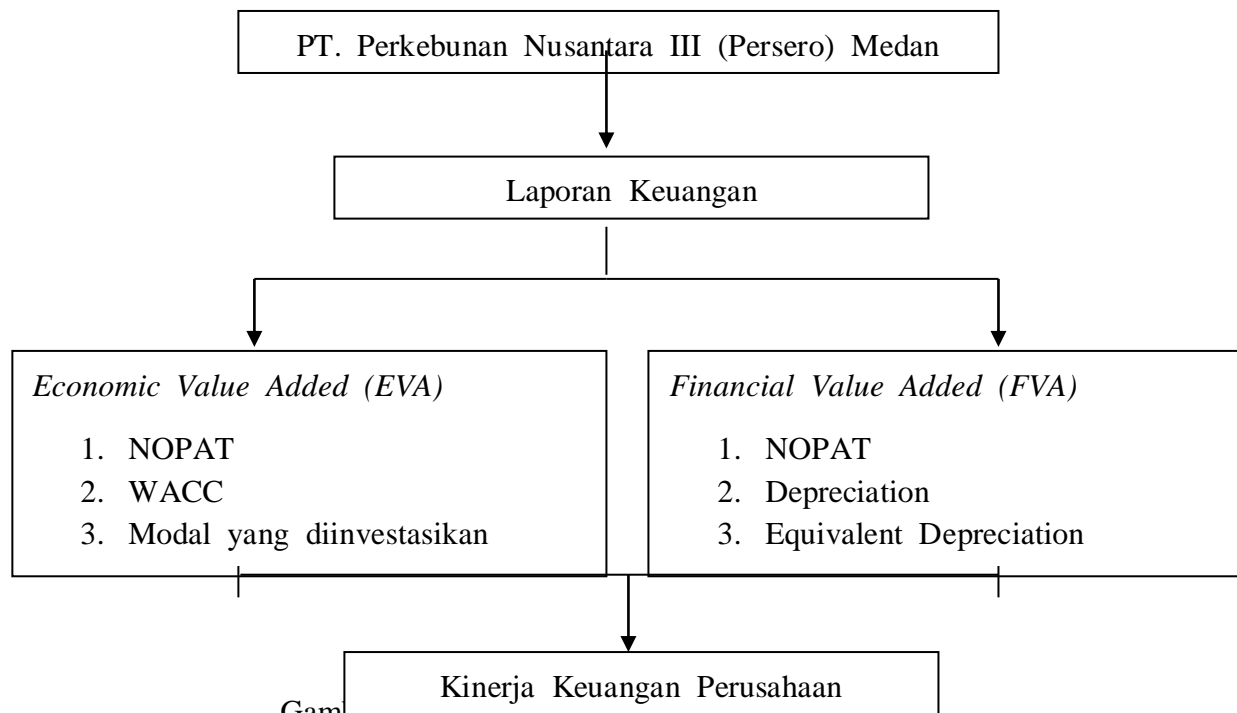 PT. Perkebunan Nusantara III (Persero) Medan
Laporan Keuangan
Economic Value Added (EVA)
1. NOPAT
2. WACC
3. Modal yang diinvestasikan
Financial Value Added (FVA)
1. NOPAT
2. Depreciation
3. Equivalent Depreciation
Kinerja Keuangan Perusahaan